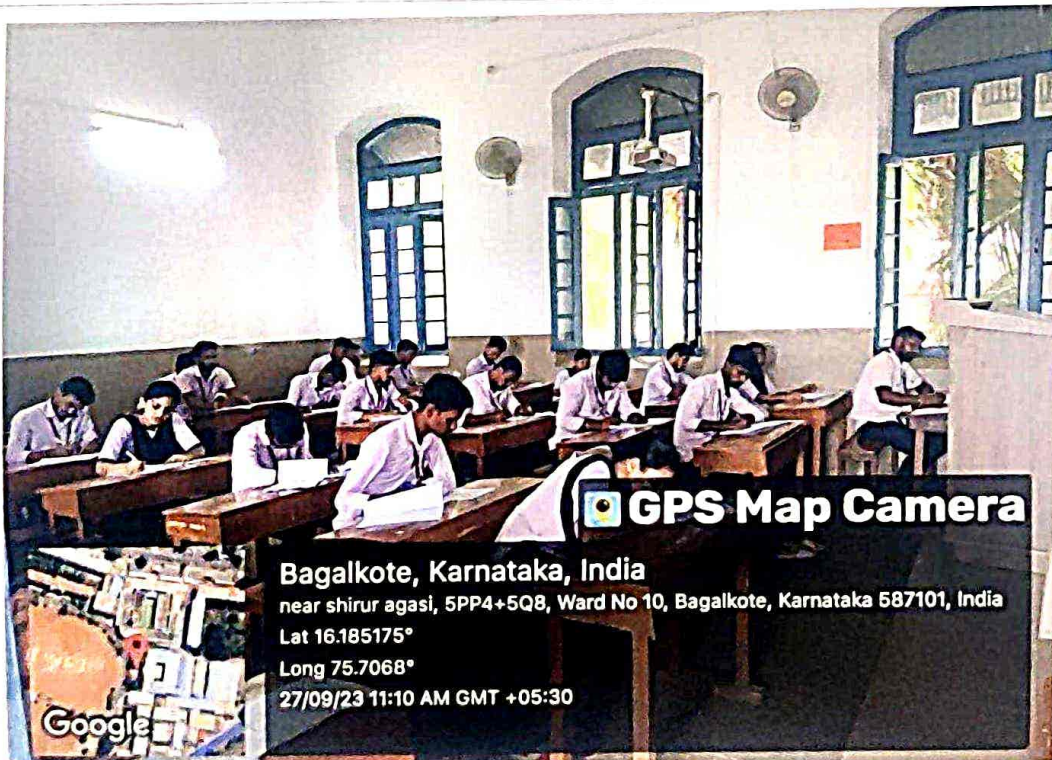 GPS Map Camera
Bagalkote, Karnataka, India
near shirur agasi, 5PP4+5Q8, Ward No 10, Bagalkote, Karnataka 587101, India
Lat 16.185175°
Long 75.7068°
27/09/23 11:10 AM GMT +05:30
Google